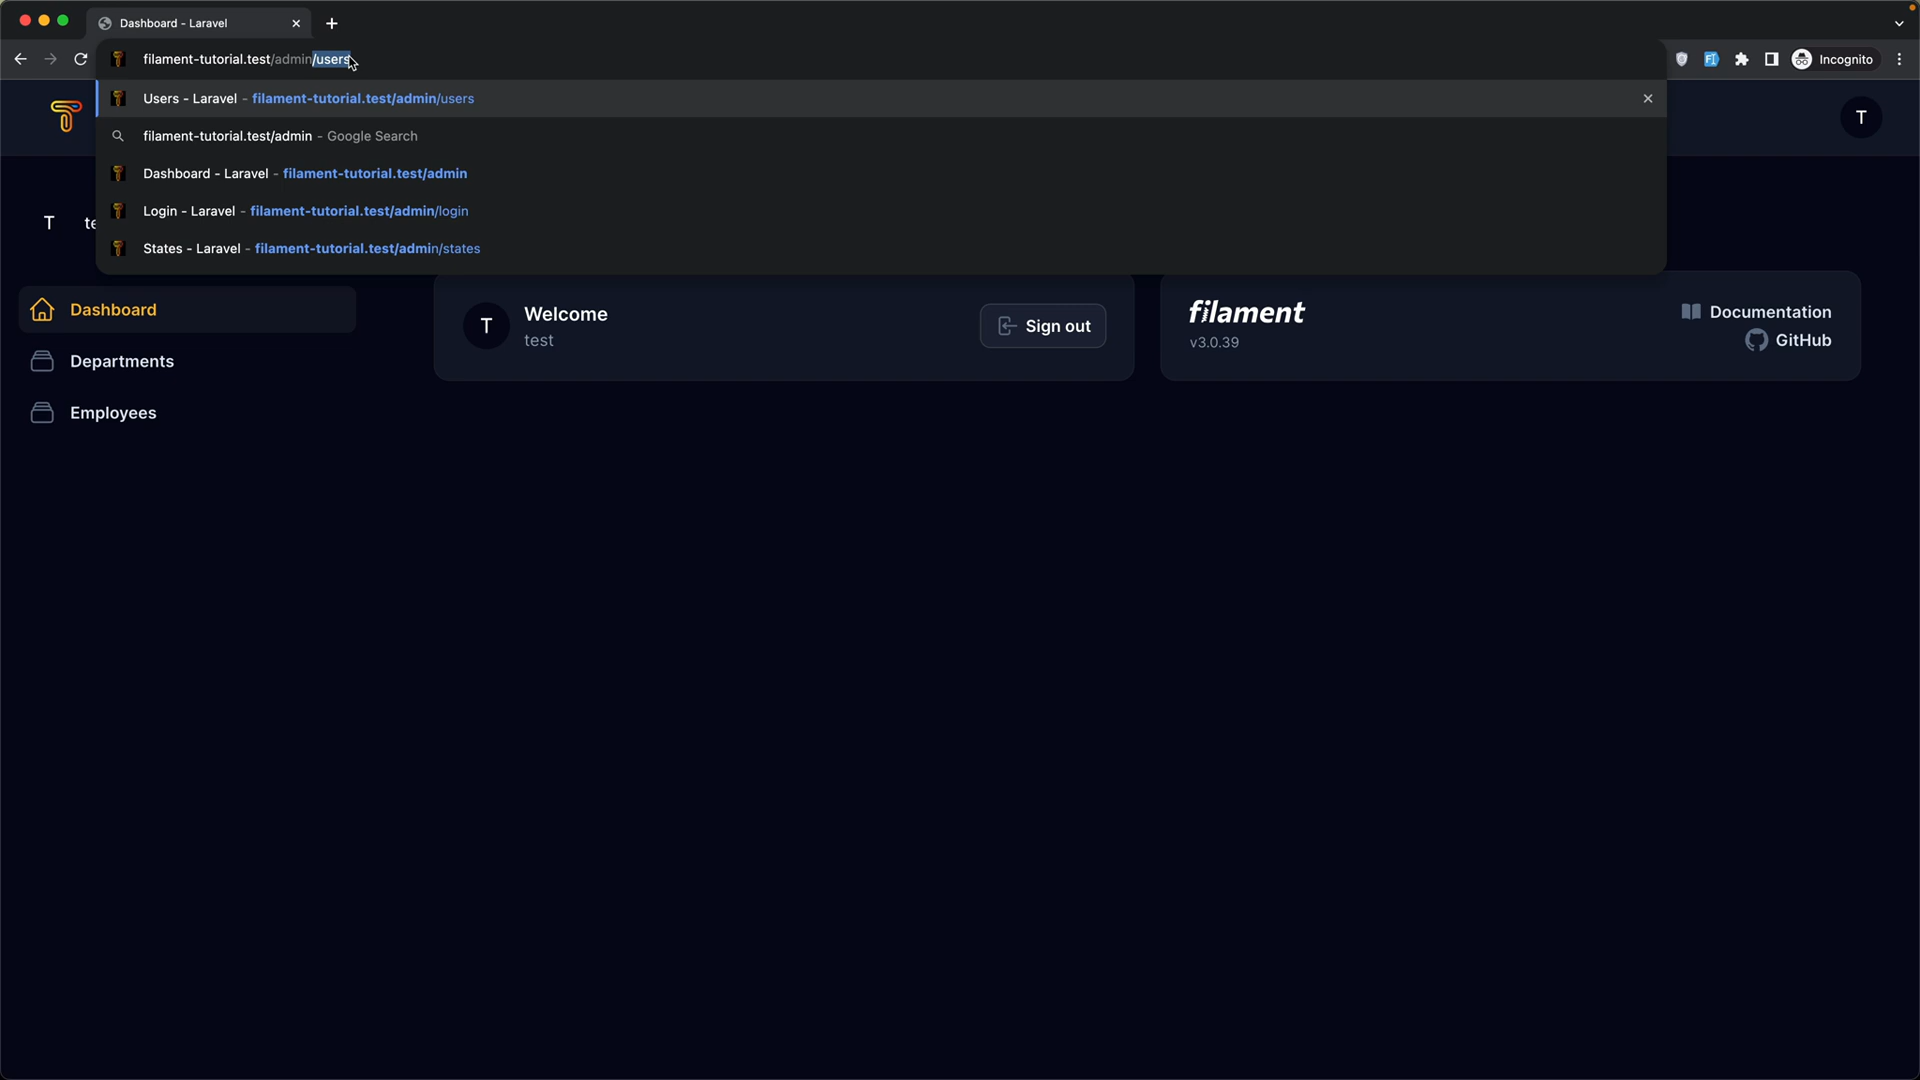 Dashboard - Laravel
filament-tutorial.test/admin/users
Incognito
Users - Laravel - filament-tutorial.test/admin/users
filament-tutorial.test/admin - Google Search
Dashboard - Laravel - filament-tutorial.test/admin
Login - Laravel - filament-tutorial.test/admin/login
States - Laravel - filament-tutorial.test/admin/states
T
T te
Dashboard
Departments
Employees
T
Welcome
test
Sign out
filament
v3.0.39
Documentation
GitHub